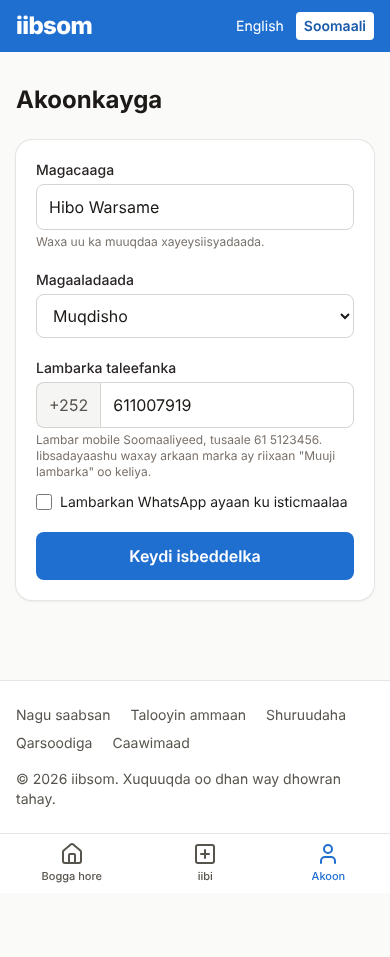 iibsom
English
Soomaali
Akoonkayga
Magacaaga
Hibo Warsame
Waxa uu ka muuqdaa xayeysiisyadaada.
Magaaladaada
Muqdisho
Lambarka taleefanka
+252
611007919
Lambar mobile Soomaaliyeed, tusaale 61 5123456.
Iibsadayaashu waxay arkaan marka ay riixaan "Muuji
lambarka" oo keliya.
Lambarkan WhatsApp ayaan ku isticmaalaa
Keydi isbeddelka
Nagu saabsan
Talooyin ammaan
Shuruudaha
Qarsoodiga
Caawimaad
© 2026 iibsom. Xuquuqda oo dhan way dhowran
tahay.
Bogga hore
iibi
Akoon